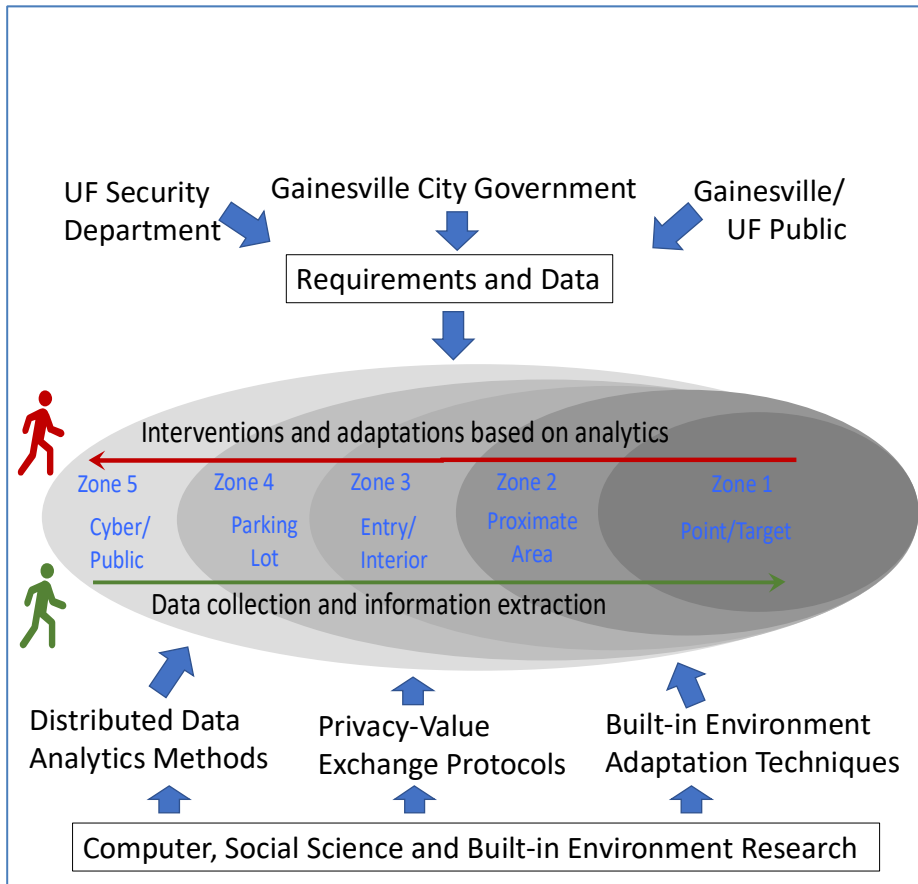 UF Security
Department
Gainesville City Government
Gainesville/
UF Public
Requirements and Data
Interventions and adaptations based on analytics
Zone 5
Cyber/
Public
Zone 4
Parking
Lot
Zone 3
Entry/
Interior
Zone 2
Proximate
Area
Zone 1
Point/Target
Data collection and information extraction
Distributed Data
Analytics Methods
Privacy-Value
Exchange Protocols
Built-in Environment
Adaptation Techniques
Computer, Social Science and Built-in Environment Research